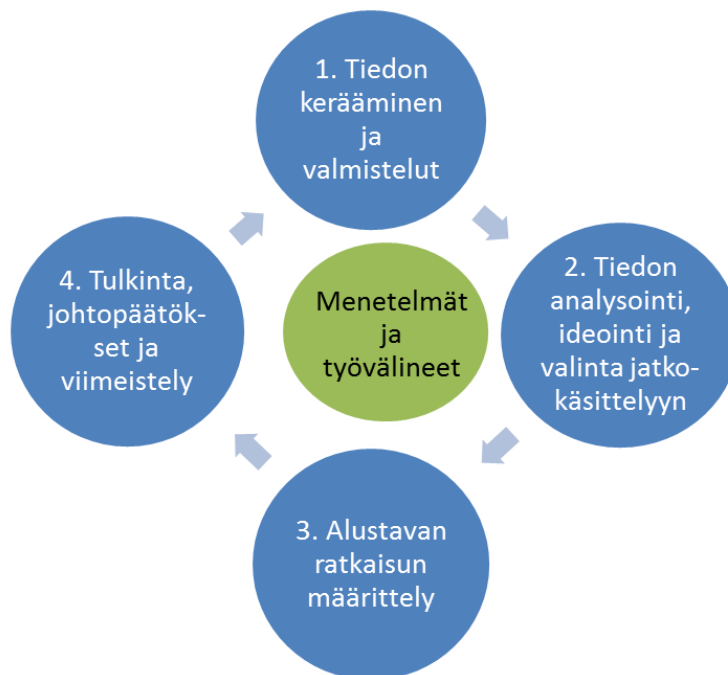 1. Tiedon
kerääminen
ja
valmistelut
2. Tiedon
analysointi,
ideointi ja
valinta jatko-
käsittelyyn
3. Alustavan
ratkaisun
määrittely
4. Tulkinta,
johtopäätök-
set ja
viimeistely
Menetelmät
ja
työvälineet